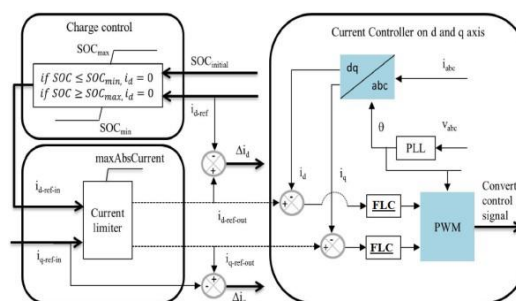 Charge control
SOCmax
if SOC ≤ SOCmin, id = 0
if SOC ≥ SOCmax, id = 0
SOCmin
SOCinitial
id-ref
maxAbsCurrent
Δid
id-ref-in
Current
limiter
id-ref-out
iq-ref-in
iq-ref-out
Current Controller on d and q axis
dq
abc
iabc
θ
PLL
vabc
id
iq
FLC
FLC
PWM
control
signal